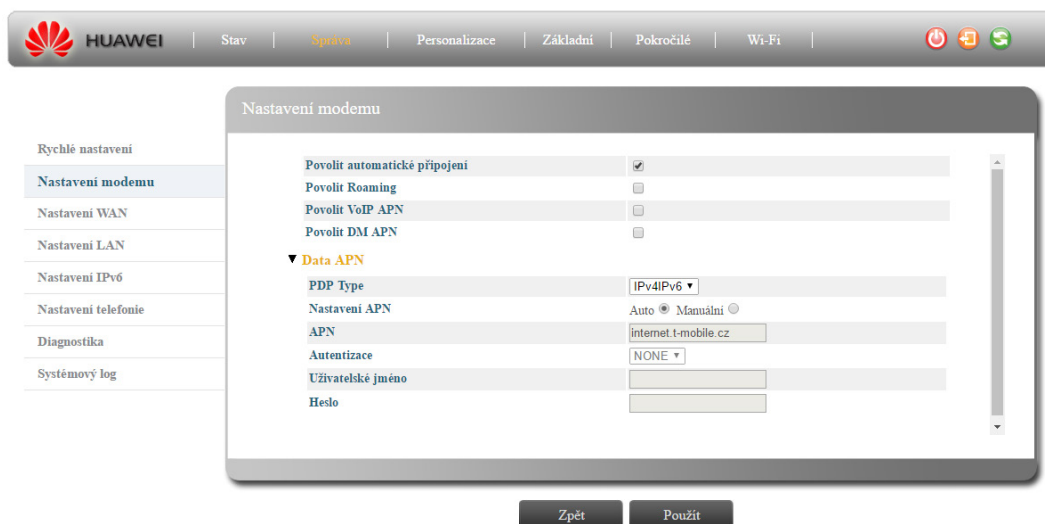 HUAWEI | Stav | Správa | Personalizace | Základní | Pokročilé | Wi-Fi |
Nastavení modemu
Rychlé nastavení
Nastavení modemu
Nastavení WAN
Nastavení LAN
Nastavení IPv6
Nastavení telefonie
Diagnostika
Systémový log
Povolit automatické připojení
Povolit Roaming
Povolit VoIP APN
Povolit DM APN
Data APN
PDP Type IPv4IPv6
Nastavení APN Auto Manuální
APN internet.t-mobile.cz
Autentizace NONE
Uživatelské jméno
Heslo
Zpět Použít